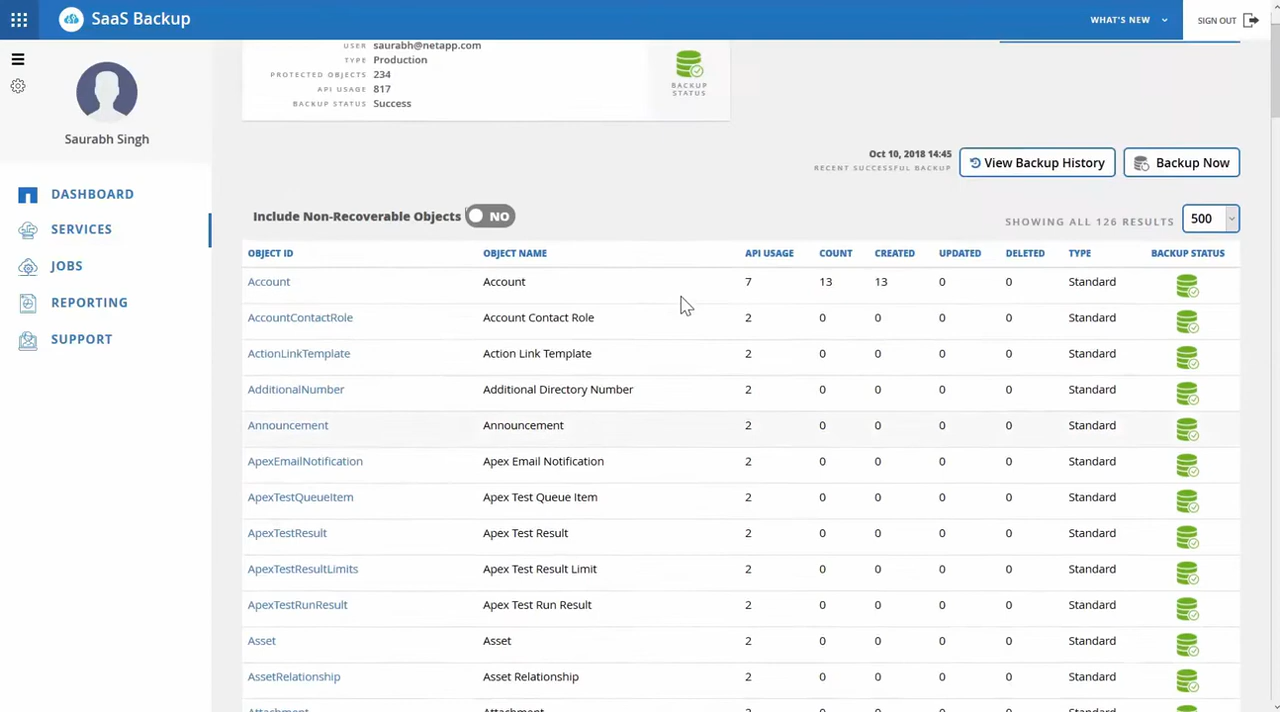 SaaS Backup
WHAT'S NEW
SIGN OUT
Saurabh Singh
DASHBOARD
SERVICES
JOBS
REPORTING
SUPPORT
USER saurabh@netapp.com
TYPE Production
PROTECTED OBJECTS 234
API USAGE 817
BACKUP STATUS Success
BACKUP
STATUS
Oct 10, 2018 14:45
RECENT SUCCESSFUL BACKUP
View Backup History
Backup Now
Include Non-Recoverable Objects NO
SHOWING ALL 126 RESULTS 500
OBJECT ID OBJECT NAME API USAGE COUNT CREATED UPDATED DELETED TYPE BACKUP STATUS
Account Account 7 13 13 0 0 Standard
AccountContactRole Account Contact Role 2 0 0 0 0 Standard
ActionLinkTemplate Action Link Template 2 0 0 0 0 Standard
AdditionalNumber Additional Directory Number 2 0 0 0 0 Standard
Announcement Announcement 2 0 0 0 0 Standard
ApexEmailNotification Apex Email Notification 2 0 0 0 0 Standard
ApexTestQueueItem Apex Test Queue Item 2 0 0 0 0 Standard
ApexTestResult Apex Test Result 2 0 0 0 0 Standard
ApexTestResultLimits Apex Test Result Limit 2 0 0 0 0 Standard
ApexTestRunResult Apex Test Run Result 2 0 0 0 0 Standard
Asset Asset 2 0 0 0 0 Standard
AssetRelationship Asset Relationship 2 0 0 0 0 Standard
Attachment Attachment 2 0 0 0 0 Standard